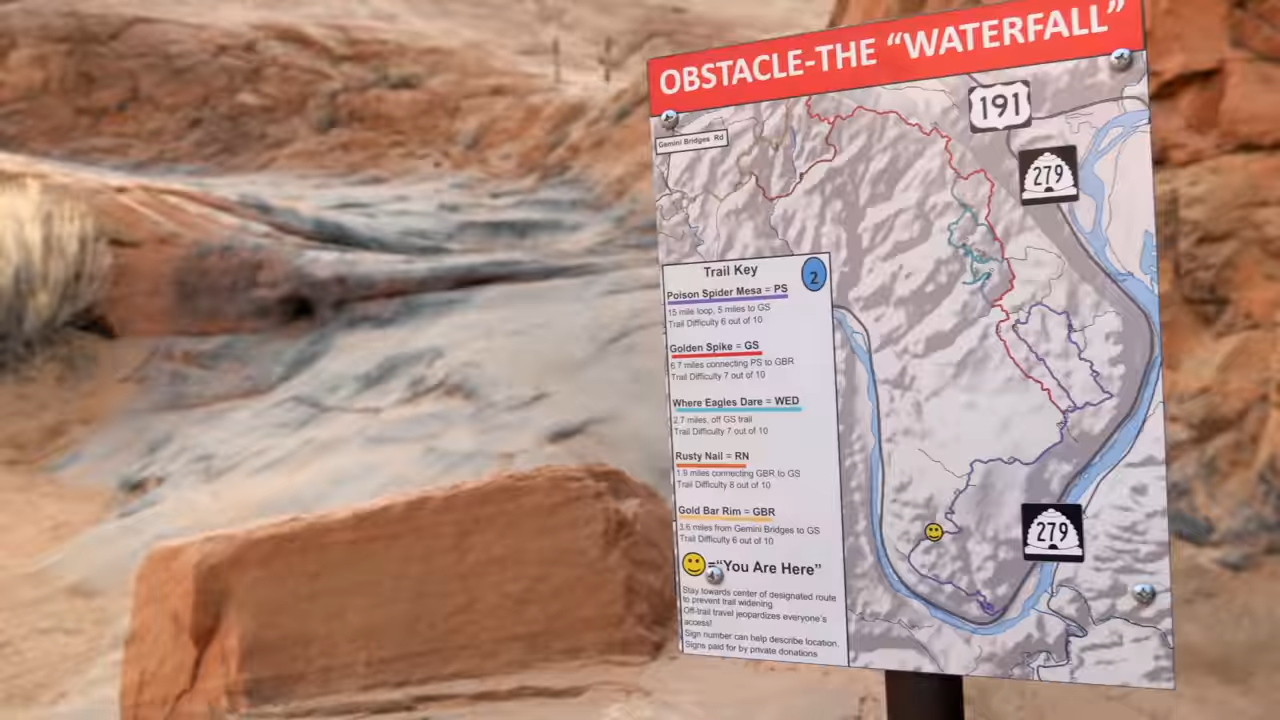 OBSTACLE-THE “WATERFALL”
191
Gemini Bridges Rd
279
Trail Key
2
Poison Spider Mesa = PS
15 mile loop, 5 miles to GS
Trail Difficulty 6 out of 10
Golden Spike = GS
6.7 miles connecting PS to GBR
Trail Difficulty 7 out of 10
Where Eagles Dare = WED
2.7 miles, off GS trail
Trail Difficulty 7 out of 10
Rusty Nail = RN
1.9 miles connecting GBR to GS
Trail Difficulty 8 out of 10
Gold Bar Rim = GBR
3.6 miles from Gemini Bridges to GS
Trail Difficulty 6 out of 10
279
=“You Are Here”
Stay towards center of designated route
to prevent trail widening
Off-trail travel jeopardizes everyone's
access!
Sign number can help describe location.
Signs paid for by private donations